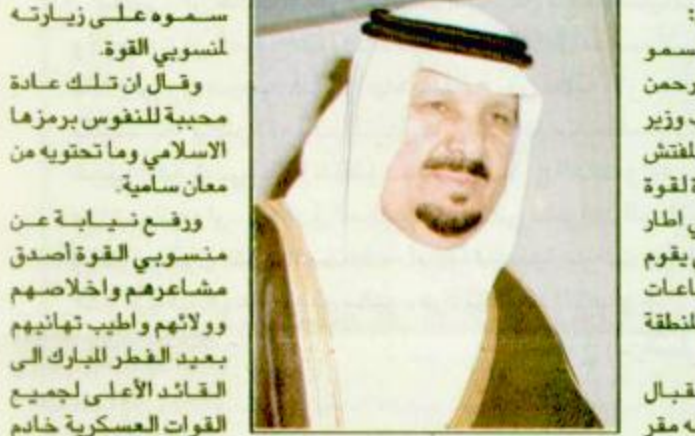 سمو
رحمن
وزير
لمفتش
لقوة
ي اطار
يقوم
اعات
لمنطقة
قبال
ه مقر
سموه على زيارته
لمنسوبي القوة.
وقال ان تلك عادة
محببة للنفوس برمزها
الاسلامي وما تحتويه من
معان سامية.
ورفع نيابة عن
منسوبي القوة أصدق
مشاعرهم واخلاصهم
وولائهم واطيب تهانيهم
بعيد الفطر المبارك الى
القائد الأعلى لجميع
القوات العسكرية خادم